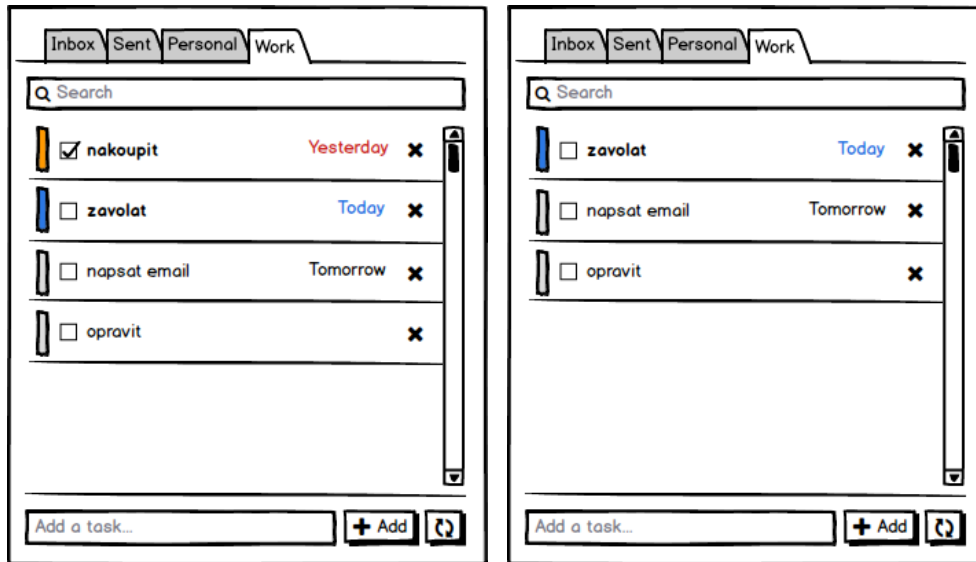 Inbox Sent Personal Work
Search
nakoupit Yesterday
zavolat Today
napsat email Tomorrow
opravit
Add a task... Add
Inbox Sent Personal Work
Search
zavolat Today
napsat email Tomorrow
opravit
Add a task... Add